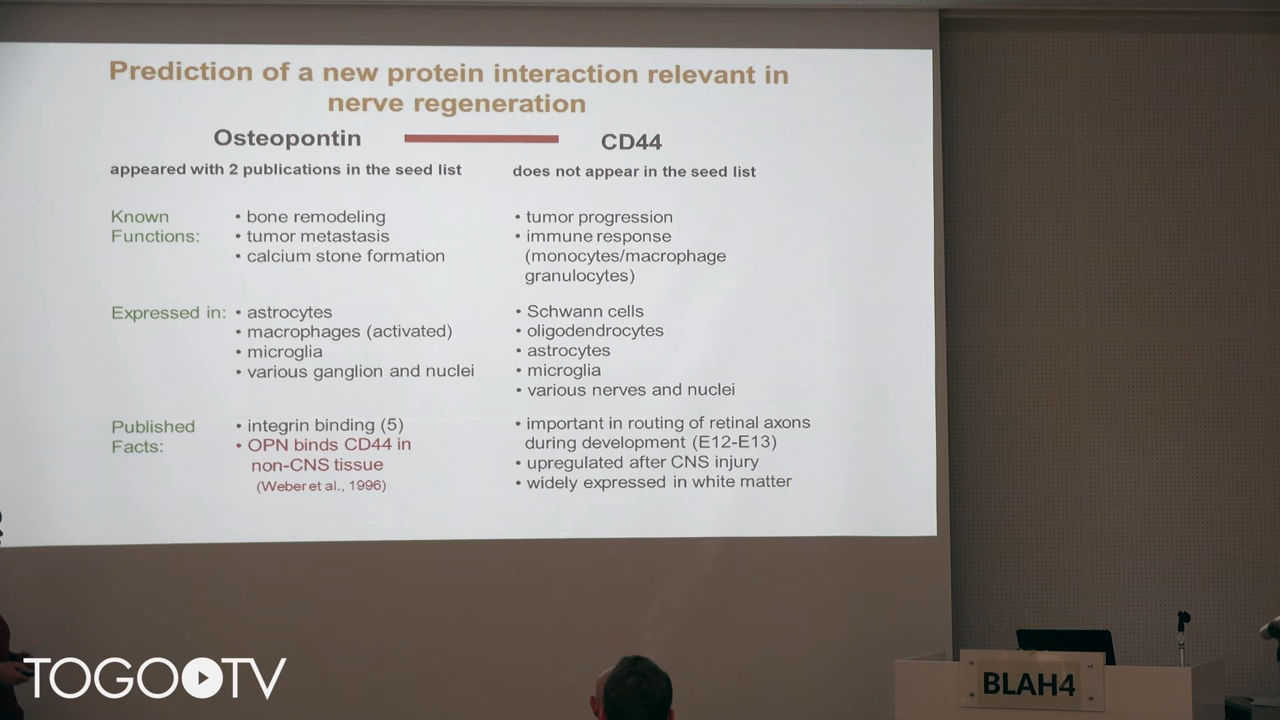 Prediction of a new protein interaction relevant in
nerve regeneration
Osteopontin
CD44
appeared with 2 publications in the seed list
does not appear in the seed list
Known
Functions:
• bone remodeling
• tumor metastasis
• calcium stone formation
• tumor progression
• immune response
(monocytes/macrophage
granulocytes)
Expressed in:
• astrocytes
• macrophages (activated)
• microglia
• various ganglion and nuclei
• Schwann cells
• oligodendrocytes
• astrocytes
• microglia
• various nerves and nuclei
Published
Facts:
• integrin binding (5)
• OPN binds CD44 in
non-CNS tissue
(Weber et al., 1996)
• important in routing of retinal axons
during development (E12-E13)
• upregulated after CNS injury
• widely expressed in white matter
TOGOTV
BLAH4